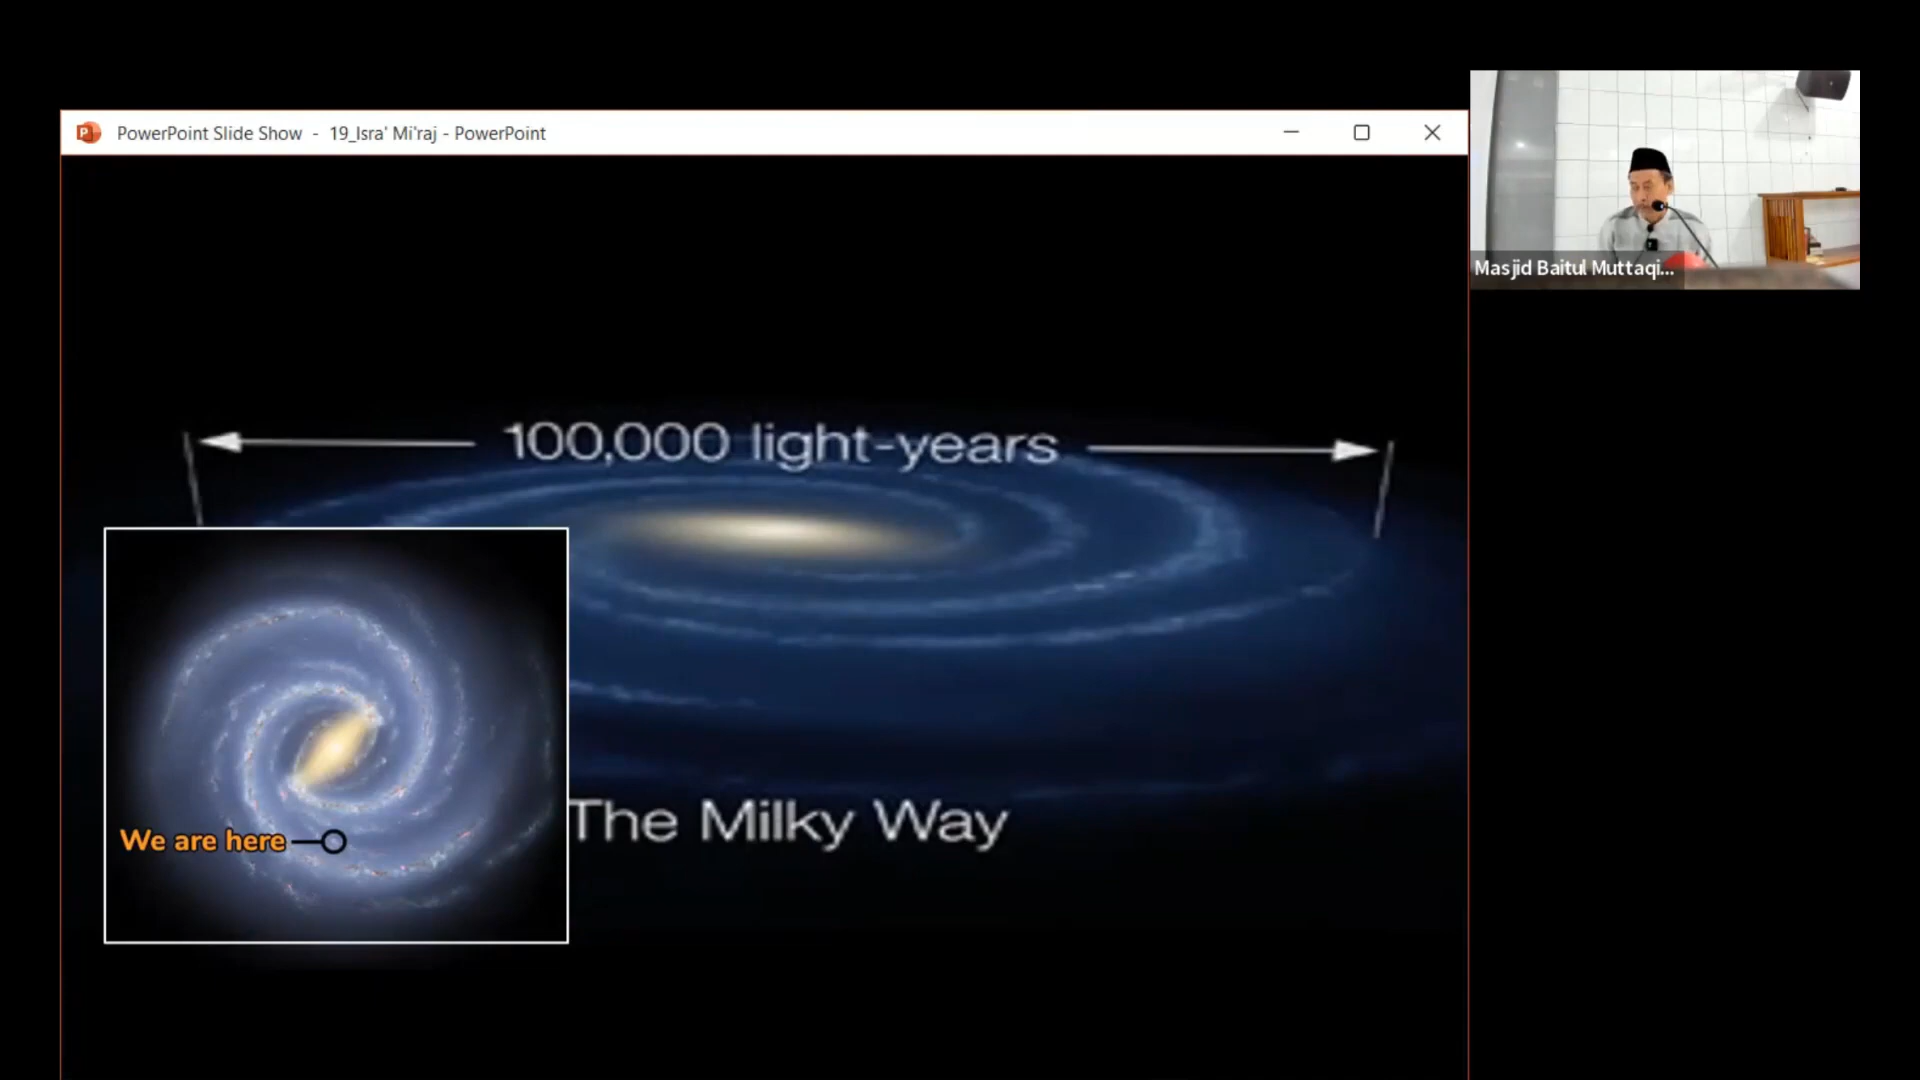 PowerPoint Slide Show - 19_Isra' Mi'raj - PowerPoint
Masjid Baitul Muttaqi...
100,000 light-years
We are here
The Milky Way